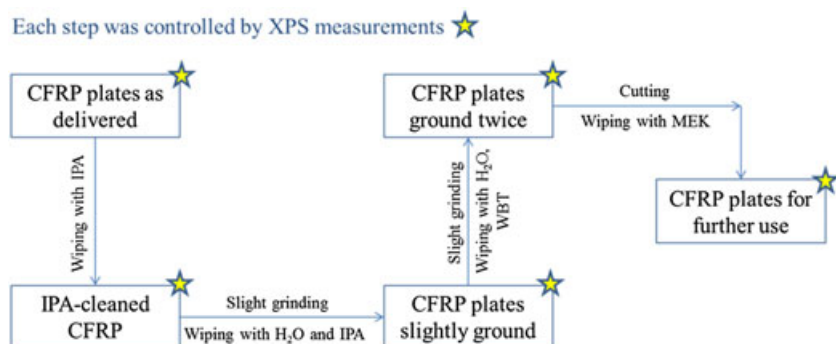 Each step was controlled by XPS measurements
CFRP plates as
delivered
Wiping with IPA
IPA-cleaned
CFRP
Slight grinding
Wiping with H₂O and IPA
CFRP plates
slightly ground
Slight grinding
Wiping with H₂O,
WBT
CFRP plates
ground twice
Cutting
Wiping with MEK
CFRP plates for
further use